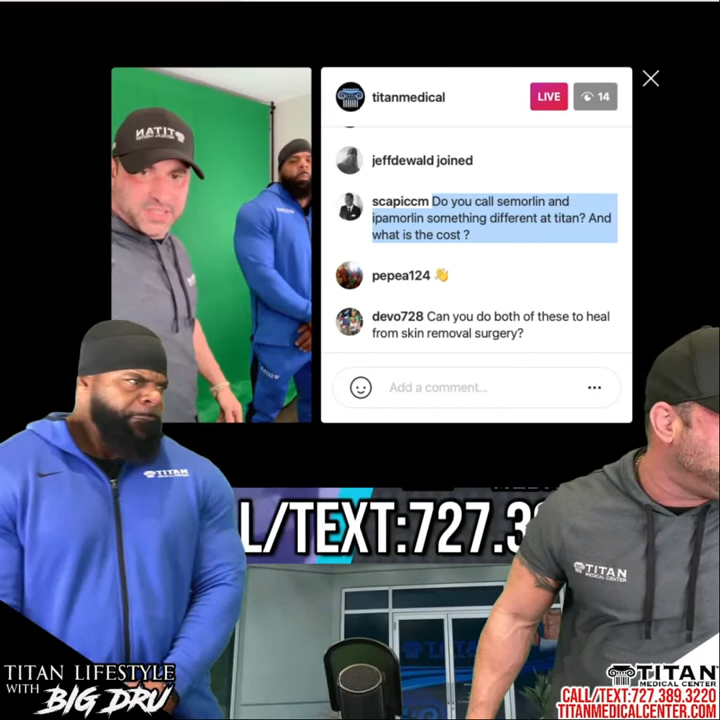 titanmedical
LIVE
14
jeffdewald joined
scapiccm Do you call semorlin and
ipamorlin something different at titan? And
what is the cost ?
pepea124 👋
devo728 Can you do both of these to heal
from skin removal surgery?
Add a comment...
TITAN
L/TEXT:727.3
TITAN
MEDICAL CENTER
TITAN LIFESTYLE
WITH BIG DRU
TITAN
MEDICAL CENTER
CALL/TEXT:727.389.3220
TITANMEDICALCENTER.COM